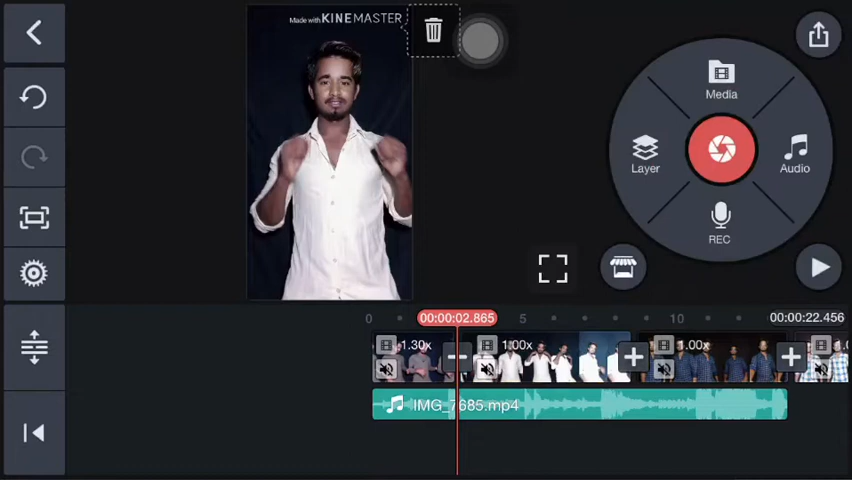 Made with KINEMASTER
Media
Layer
Audio
REC
0
00:00:02.865
5
10
00:00:22.456
1.30x
1.00x
1.00x
IMG_7685.mp4